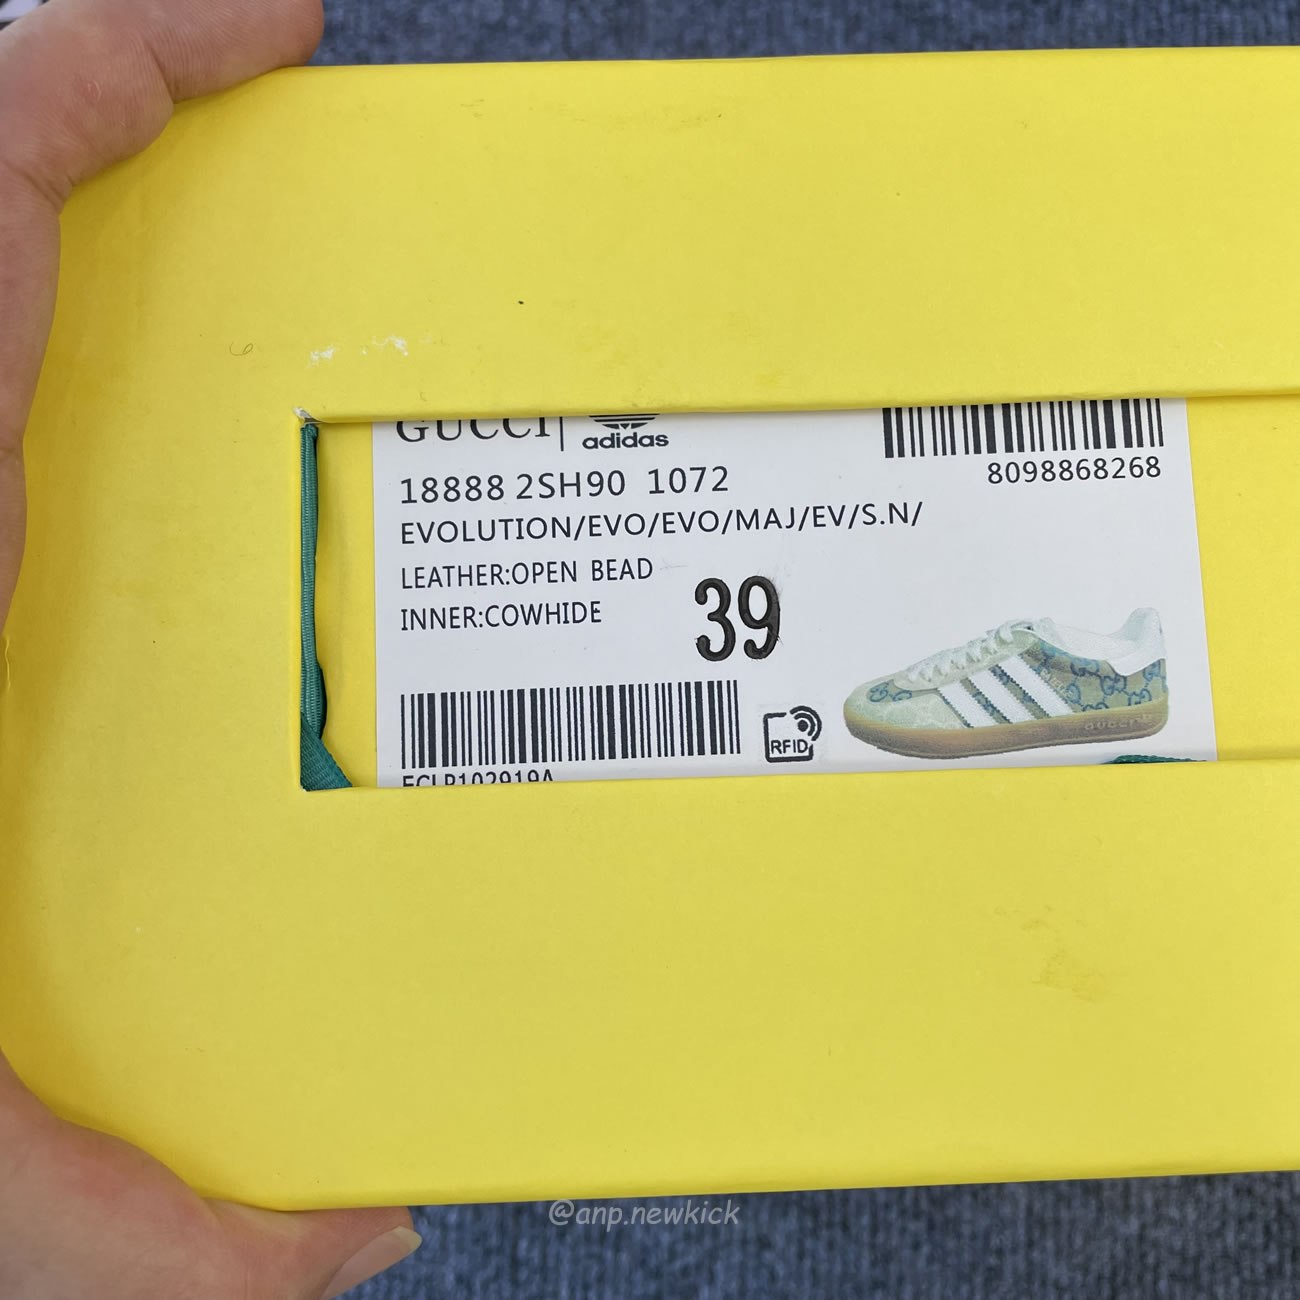 GUCCI | adidas
8098868268
18888 2SH90 1072
EVOLUTION/EVO/EVO/MAJ/EV/S.N/
LEATHER:OPEN BEAD
INNER:COWHIDE
39
RFID
GUCCI
@anp.newkick